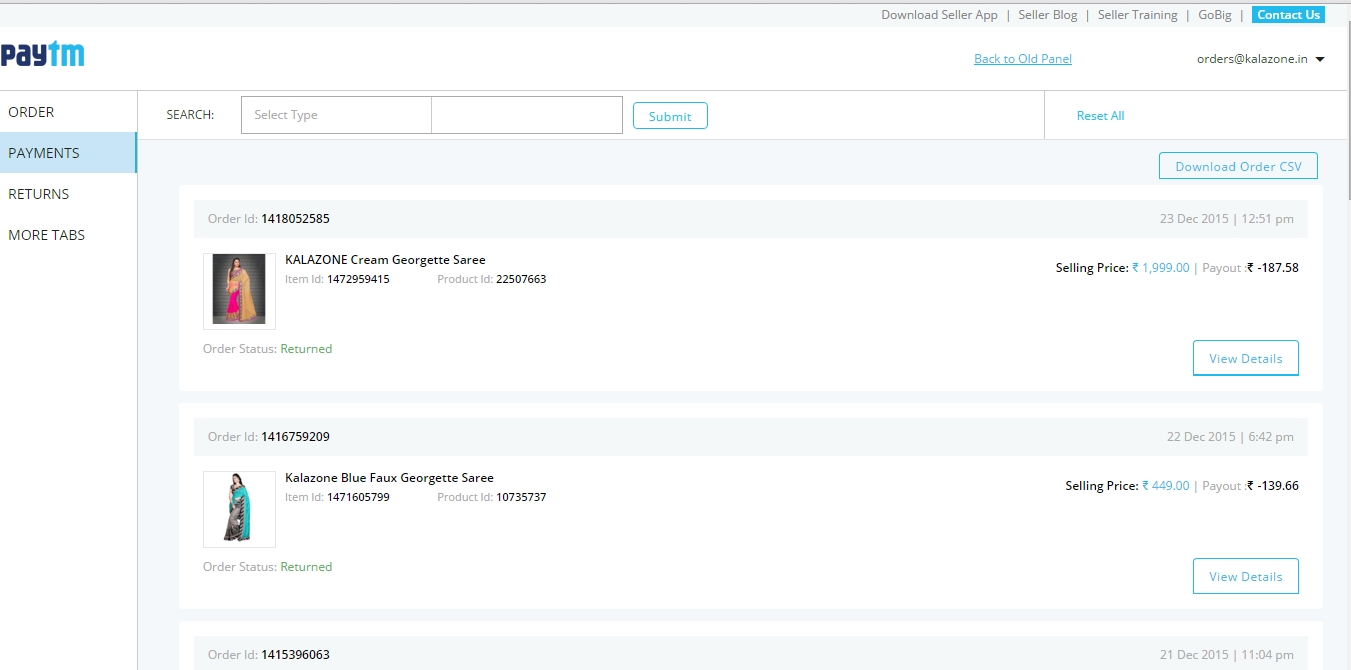 Download Seller App | Seller Blog | Seller Training | GoBig | Contact Us
paytm
Back to Old Panel
orders@kalazone.in
ORDER
PAYMENTS
RETURNS
MORE TABS
SEARCH:
Select Type
Submit
Reset All
Download Order CSV
Order Id: 1418052585
23 Dec 2015 | 12:51 pm
KALAZONE Cream Georgette Saree
Item Id: 1472959415 Product Id: 22507663
Selling Price: ₹ 1,999.00 | Payout :₹ -187.58
Order Status: Returned
View Details
Order Id: 1416759209
22 Dec 2015 | 6:42 pm
Kalazone Blue Faux Georgette Saree
Item Id: 1471605799 Product Id: 10735737
Selling Price: ₹ 449.00 | Payout :₹ -139.66
Order Status: Returned
View Details
Order Id: 1415396063
21 Dec 2015 | 11:04 pm